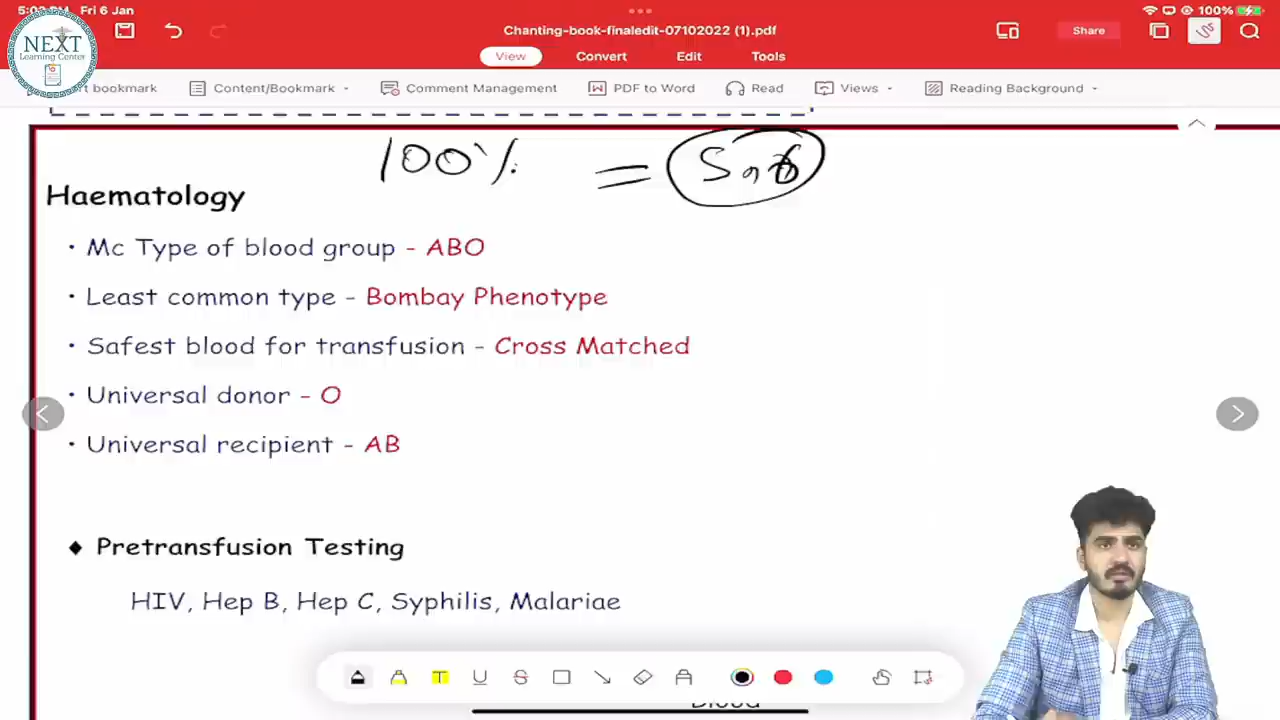 5:02 PM Fri 6 Jan
100%
NEXT
Learning Center
Chanting-book-finaledit-07102022 (1).pdf
Share
View Convert Edit Tools
bookmark Content/Bookmark Comment Management PDF to Word Read Views Reading Background
100% =
Haematology
• Mc Type of blood group - ABO
• Least common type - Bombay Phenotype
• Safest blood for transfusion - Cross Matched
• Universal donor - O
• Universal recipient - AB
◆ Pretransfusion Testing
HIV, Hep B, Hep C, Syphilis, Malariae
Blood